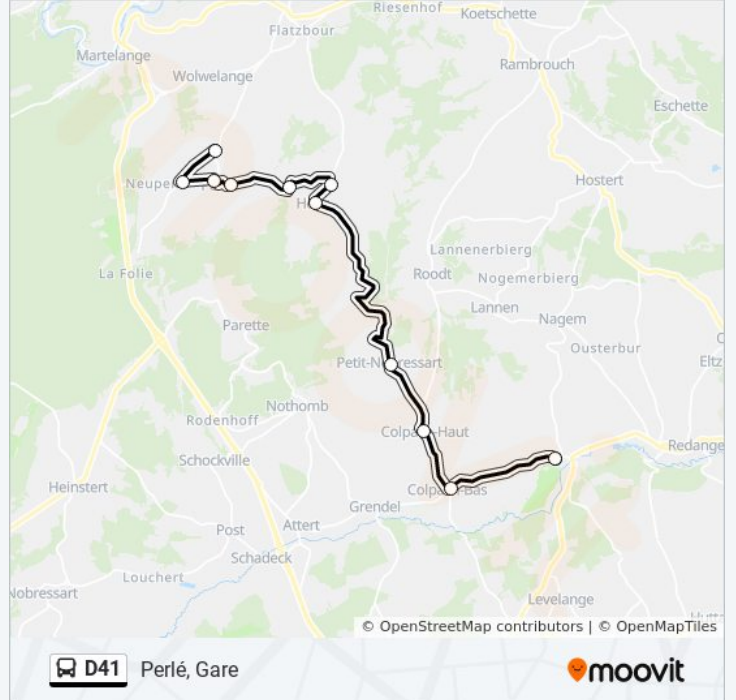 Riesenhof
Koetschette
Flatzbour
Martelange
Rambrouch
Wolwelange
Eschette
Hostert
Lannenerbierg
La Folie
Roodt
Nogemerbierg
Lannen
Nagem
Parette
Ousterbur
Eltz
Nothomb
Rodenhoff
Redange
Schockville
Heinstert
Grendel
Attert
Post
Schadeck
Louchert
Nobressart
Levelange
© OpenStreetMap contributors | © OpenMapTiles
D41 Perlé, Gare moovit